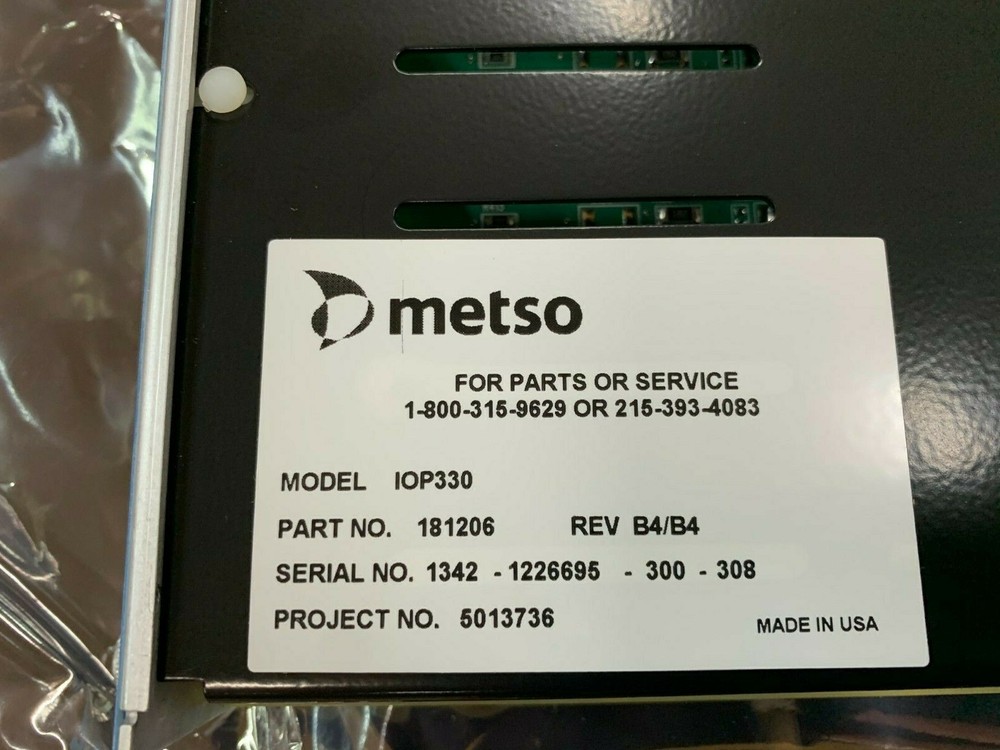 metso
FOR PARTS OR SERVICE
1-800-315-9629 OR 215-393-4083
MODEL IOP330
PART NO. 181206 REV B4/B4
SERIAL NO. 1342 - 1226695 - 300 - 308
PROJECT NO. 5013736
MADE IN USA